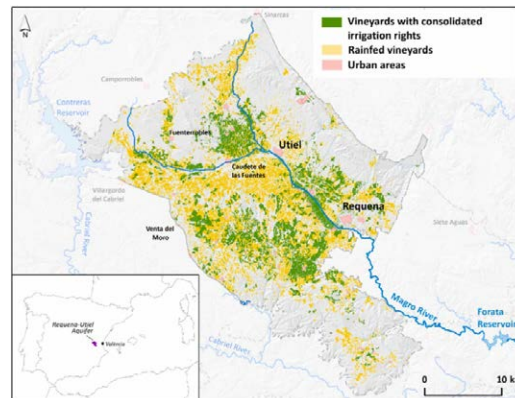 Sinarcas
N
Vineyards with consolidated
irrigation rights
Rainfed vineyards
Urban areas
Camporrobles
Contreras
Reservoir
Fuenterrobles
Utiel
Caudete de
las Fuentes
Villargordo
del Cabriel
Requena
Venta del
Moro
Siete Aguas
Cabriel River
Magro River
Forata
Reservoir
Requena-Utiel
Aquifer
València
Cabriel River
0
10 k